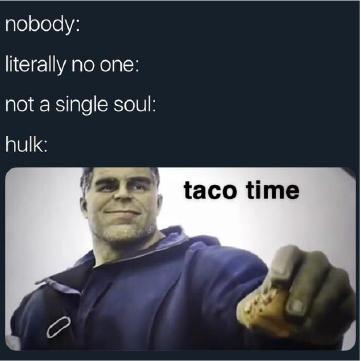 nobody:
literally no one:
not a single soul:
hulk:
taco time